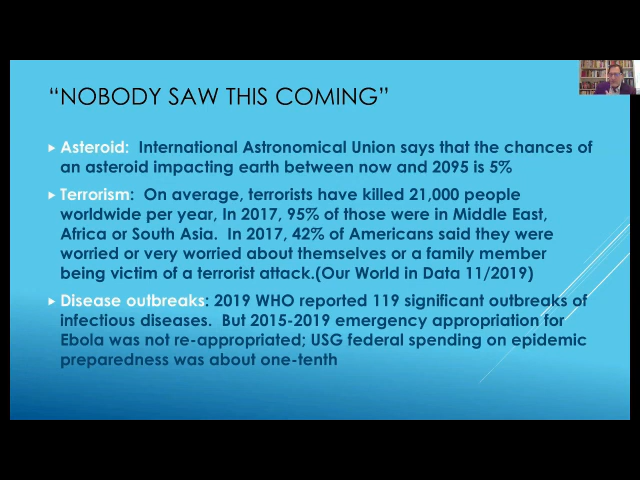 “NOBODY SAW THIS COMING”
Asteroid: International Astronomical Union says that the chances of
an asteroid impacting earth between now and 2095 is 5%
Terrorism: On average, terrorists have killed 21,000 people
worldwide per year, In 2017, 95% of those were in Middle East,
Africa or South Asia. In 2017, 42% of Americans said they were
worried or very worried about themselves or a family member
being victim of a terrorist attack.(Our World in Data 11/2019)
Disease outbreaks: 2019 WHO reported 119 significant outbreaks of
infectious diseases. But 2015-2019 emergency appropriation for
Ebola was not re-appropriated; USG federal spending on epidemic
preparedness was about one-tenth